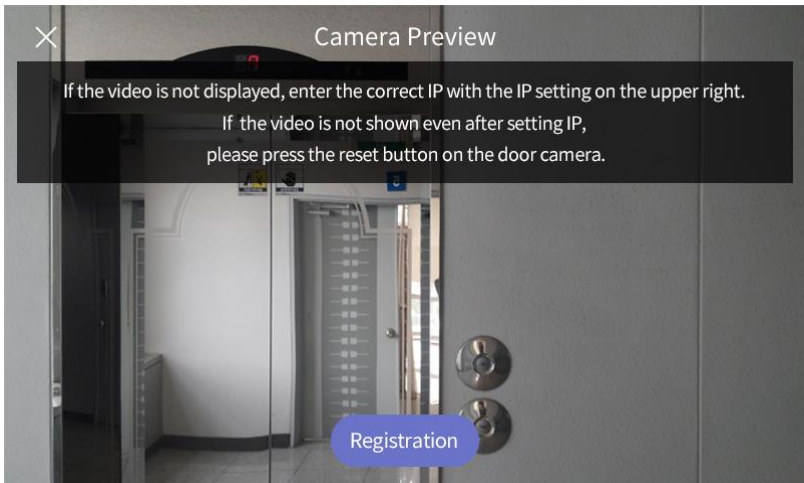 Camera Preview
If the video is not displayed, enter the correct IP with the IP setting on the upper right.
If the video is not shown even after setting IP,
please press the reset button on the door camera.
Registration